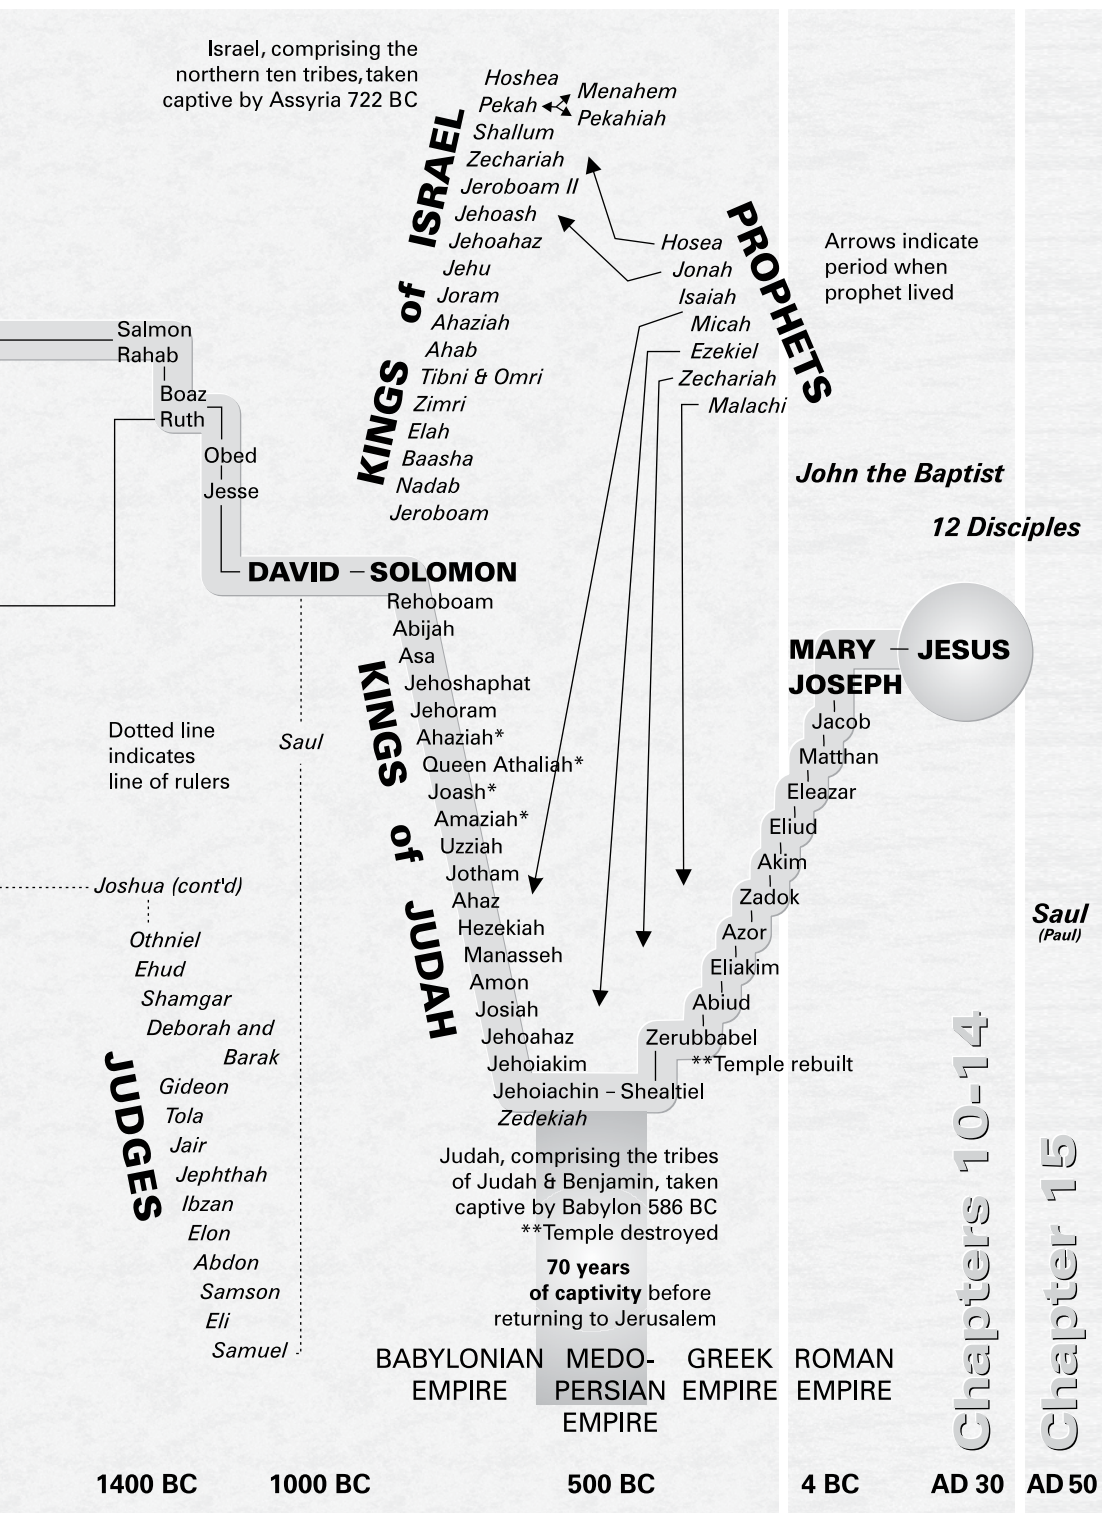 Israel, comprising the
northern ten tribes, taken
captive by Assyria 722 BC
KINGS of ISRAEL
Hoshea
Pekah
Menahem
Pekahiah
Shallum
Zechariah
Jeroboam II
Jehoash
Jehoahaz
Jehu
Joram
Ahaziah
Ahab
Tibni & Omri
Zimri
Elah
Baasha
Nadab
Jeroboam
PROPHETS
Hosea
Jonah
Isaiah
Micah
Ezekiel
Zechariah
Malachi
Arrows indicate
period when
prophet lived
Salmon
Rahab
Boaz
Ruth
Obed
Jesse
DAVID – SOLOMON
John the Baptist
12 Disciples
KINGS of JUDAH
Rehoboam
Abijah
Asa
Jehoshaphat
Jehoram
Ahaziah*
Queen Athaliah*
Joash*
Amaziah*
Uzziah
Jotham
Ahaz
Hezekiah
Manasseh
Amon
Josiah
Jehoahaz
Jehoiakim
Jehoiachin – Shealtiel
Zedekiah
MARY – JESUS
JOSEPH
Jacob
Matthan
Eleazar
Eliud
Akim
Zadok
Azor
Eliakim
Abiud
Zerubbabel
**Temple rebuilt
Dotted line
indicates
line of rulers
Saul
Joshua (cont'd)
JUDGES
Othniel
Ehud
Shamgar
Deborah and
Barak
Gideon
Tola
Jair
Jephthah
Ibzan
Elon
Abdon
Samson
Eli
Samuel
Saul
(Paul)
Judah, comprising the tribes
of Judah & Benjamin, taken
captive by Babylon 586 BC
**Temple destroyed
70 years
of captivity before
returning to Jerusalem
BABYLONIAN
EMPIRE
MEDO-
PERSIAN
EMPIRE
GREEK
EMPIRE
ROMAN
EMPIRE
Chapters 10-14
Chapter 15
1400 BC
1000 BC
500 BC
4 BC
AD 30
AD 50